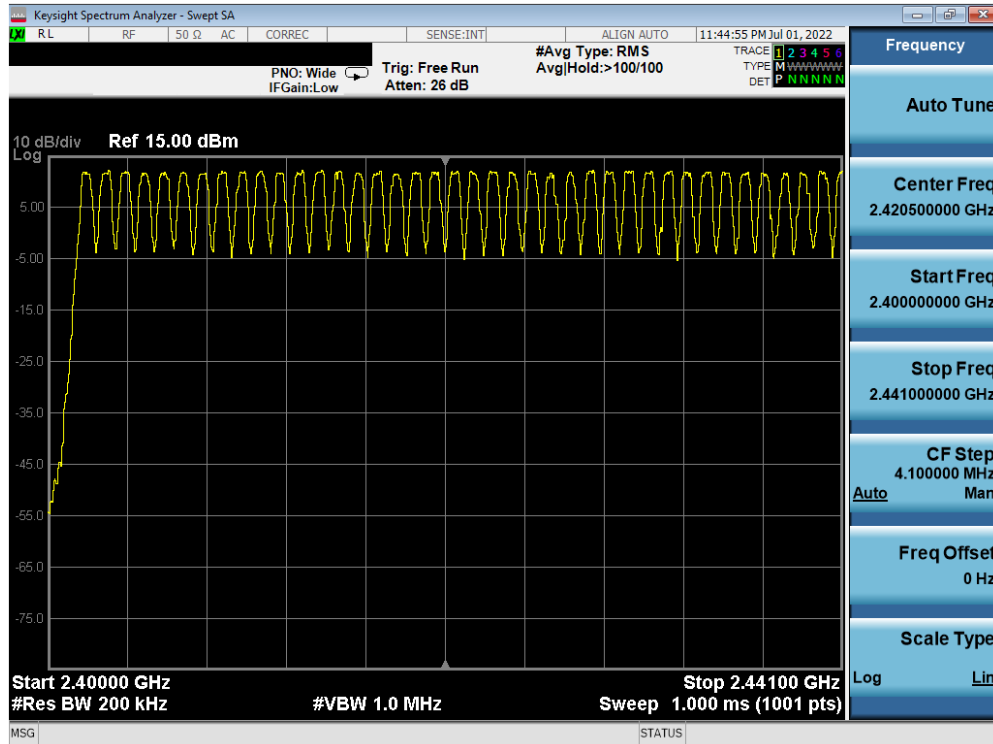 Keysight Spectrum Analyzer - Swept SA
LXI RL RF 50 Ω AC CORREC SENSE:INT ALIGN AUTO 11:44:55 PM Jul 01, 2022
PNO: Wide
IFGain:Low
Trig: Free Run
Atten: 26 dB
#Avg Type: RMS
Avg|Hold:>100/100
TRACE 1 2 3 4 5 6
TYPE M WWWWW
DET P N N N N N
10 dB/div Ref 15.00 dBm
Log
5.00
-5.00
-15.0
-25.0
-35.0
-45.0
-55.0
-65.0
-75.0
Start 2.40000 GHz Stop 2.44100 GHz
#Res BW 200 kHz #VBW 1.0 MHz Sweep 1.000 ms (1001 pts)
MSG STATUS
Frequency
Auto Tune
Center Freq
2.420500000 GHz
Start Freq
2.400000000 GHz
Stop Freq
2.441000000 GHz
CF Step
4.100000 MHz
Auto Man
Freq Offset
0 Hz
Scale Type
Log Lin